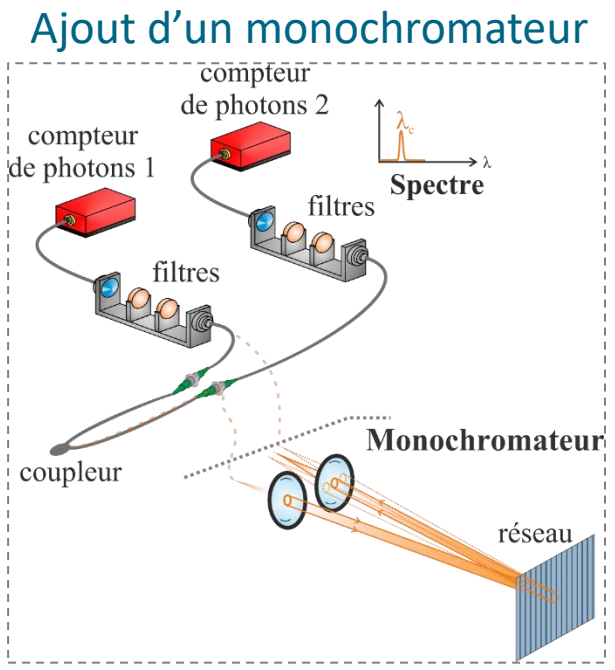 Ajout d’un monochromateur
compteur
de photons 2
compteur
de photons 1
λc
λ
Spectre
filtres
filtres
coupleur
Monochromateur
réseau